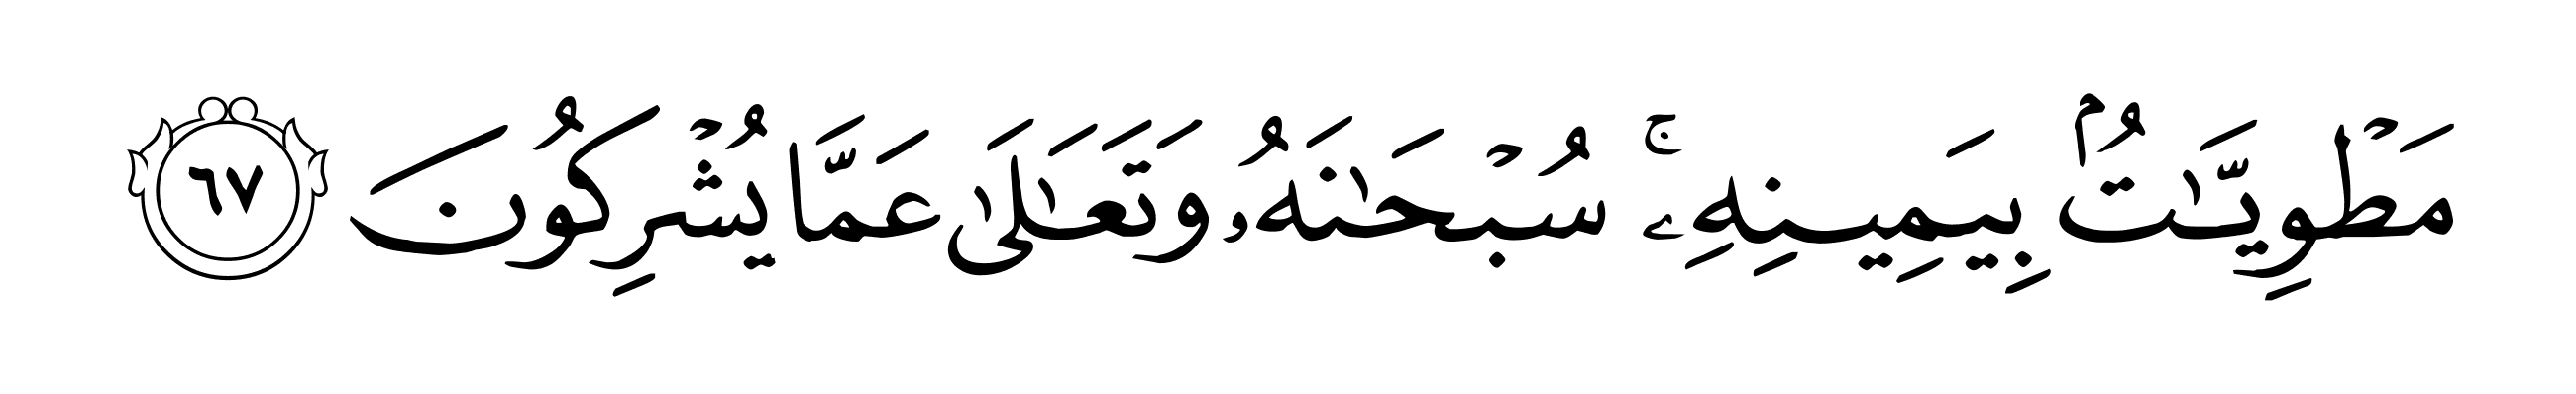 مَطۡوِيَّـٰتُۢ بِيَمِينِهِۦۚ سُبۡحَـٰنَهُۥ وَتَعَـٰلَىٰ عَمَّا يُشۡرِكُونَ ٦٧